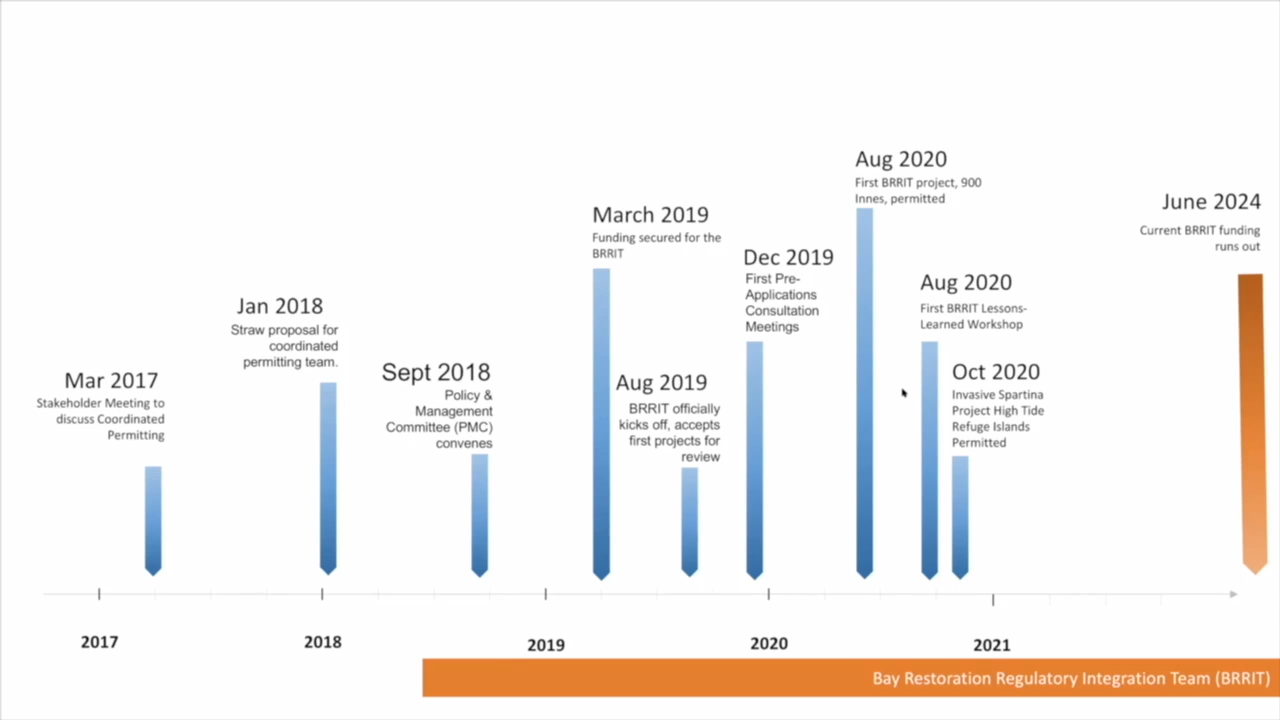 Mar 2017
Stakeholder Meeting to
discuss Coordinated
Permitting
Jan 2018
Straw proposal for
coordinated
permitting team.
Sept 2018
Policy &
Management
Committee (PMC)
convenes
March 2019
Funding secured for the
BRRIT
Aug 2019
BRRIT officially
kicks off, accepts
first projects for
review
Dec 2019
First Pre-
Applications
Consultation
Meetings
Aug 2020
First BRRIT project, 900
Innes, permitted
Aug 2020
First BRRIT Lessons-
Learned Workshop
Oct 2020
Invasive Spartina
Project High Tide
Refuge Islands
Permitted
June 2024
Current BRRIT funding
runs out
2017
2018
2019
2020
2021
Bay Restoration Regulatory Integration Team (BRRIT)